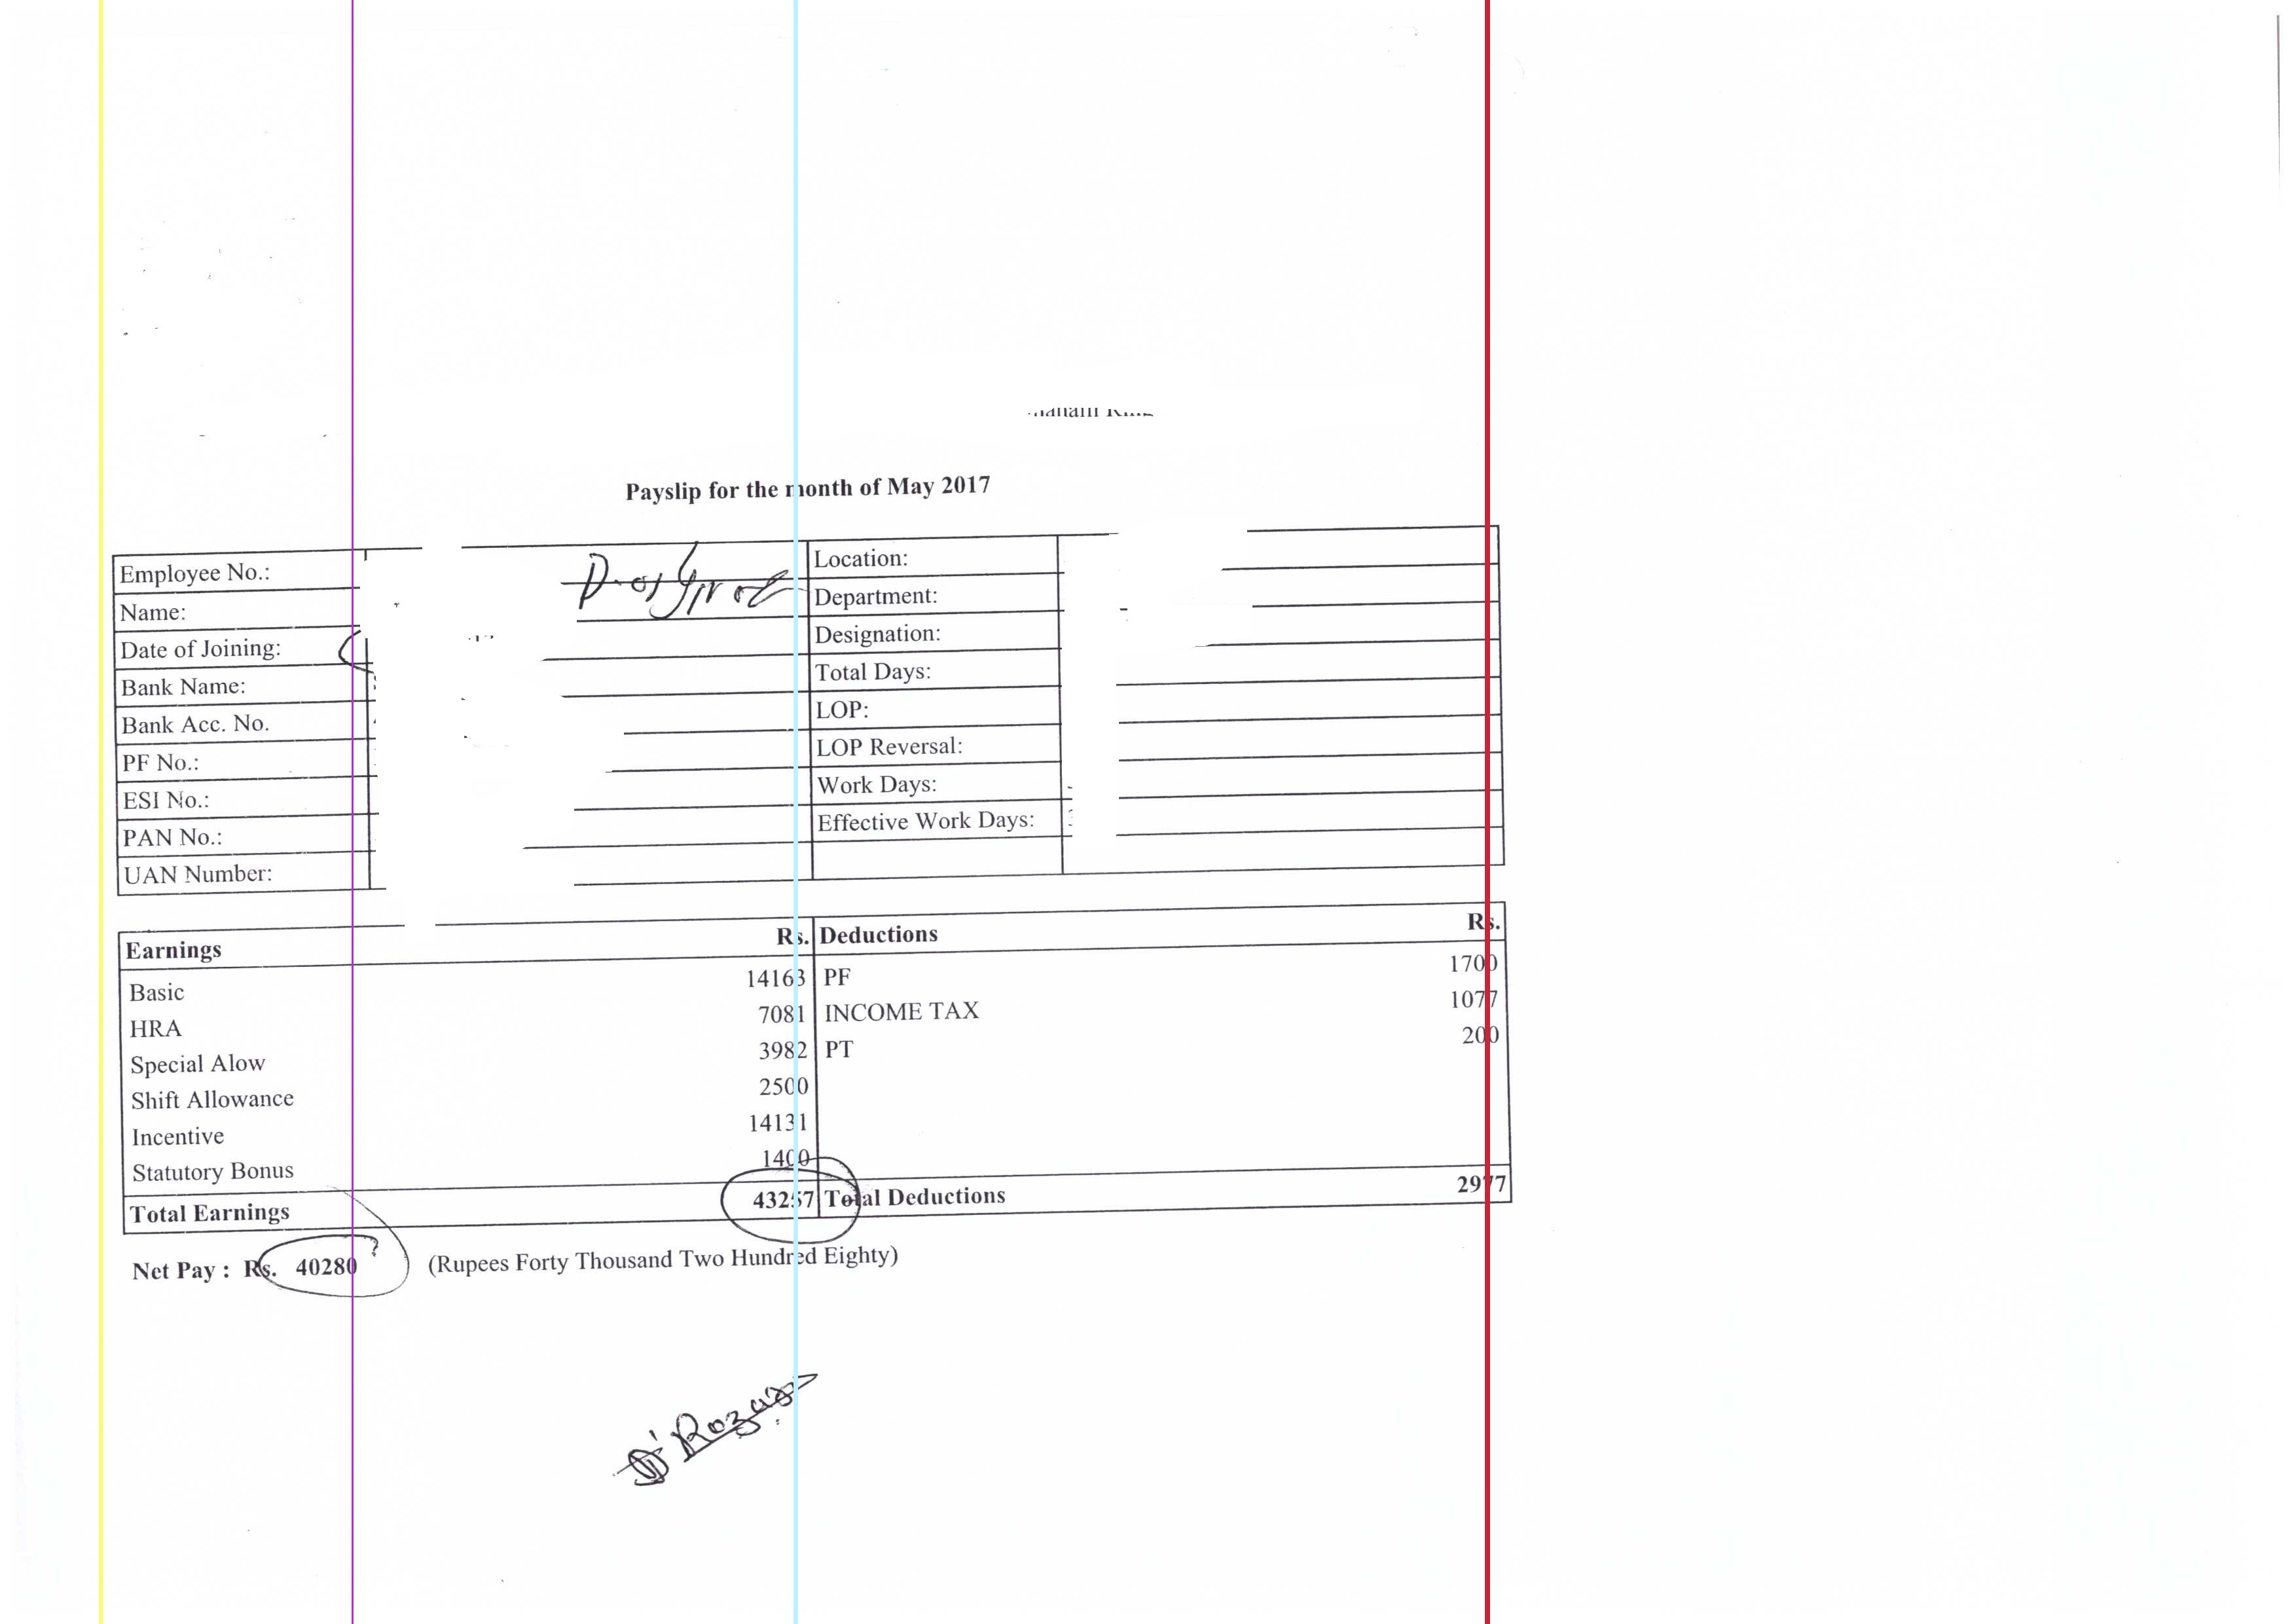 Payslip for the month of May 2017
Employee No.: Location:
Name: Department:
Date of Joining: Designation:
Bank Name: Total Days:
Bank Acc. No. LOP:
PF No.: LOP Reversal:
ESI No.: Work Days:
PAN No.: Effective Work Days:
UAN Number:
Earnings Rs. Deductions Rs.
Basic 14163 PF 1700
HRA 7081 INCOME TAX 1077
Special Alow 3982 PT 200
Shift Allowance 2500
Incentive 14131
Statutory Bonus 1400
Total Earnings 43257 Total Deductions 2977
Net Pay : Rs. 40280 ? (Rupees Forty Thousand Two Hundred Eighty)